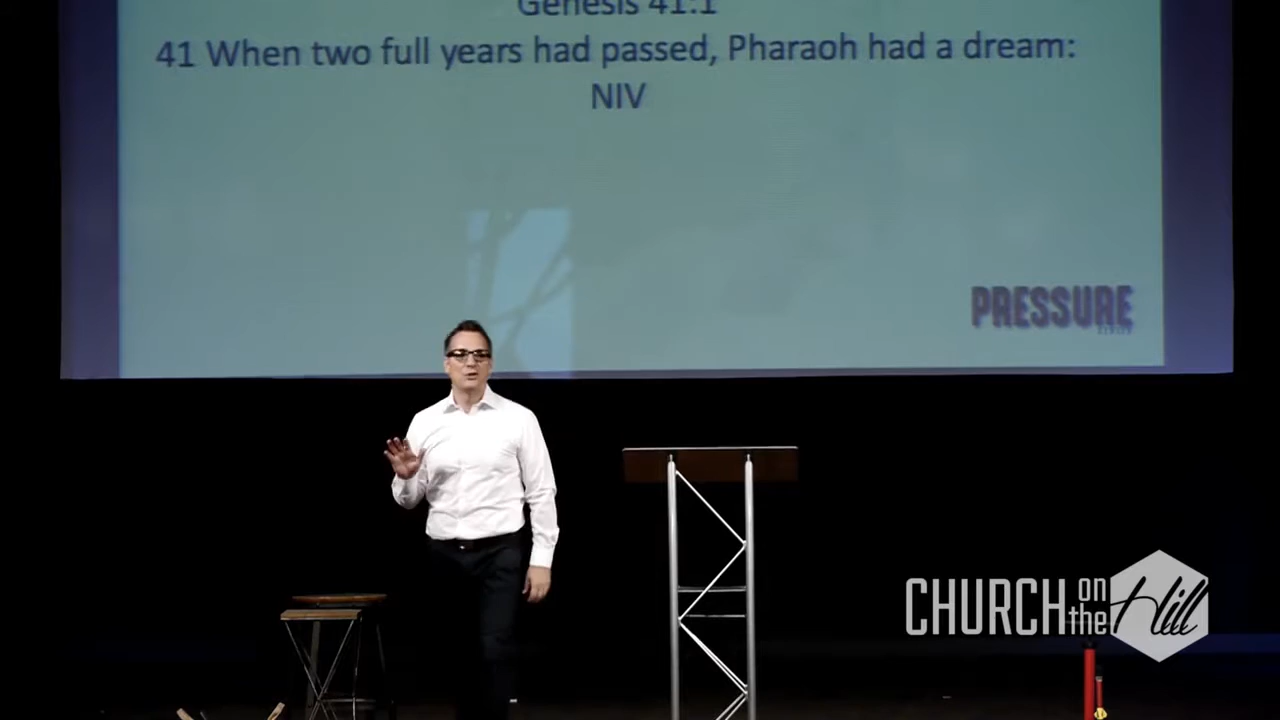 Genesis 41:1
41 When two full years had passed, Pharaoh had a dream:
NIV
PRESSURE
CHURCH on the Hill